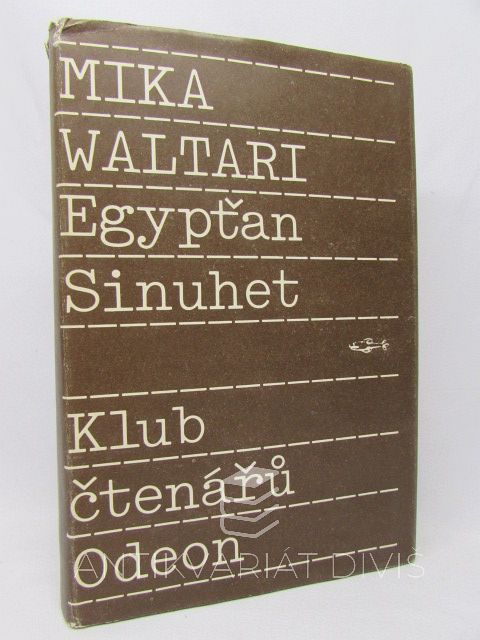 MIKA
WALTARI
Egypťan
Sinuhet
Klub
čtenářů
Odeon
ANTIKVARIÁT DIVIŠ